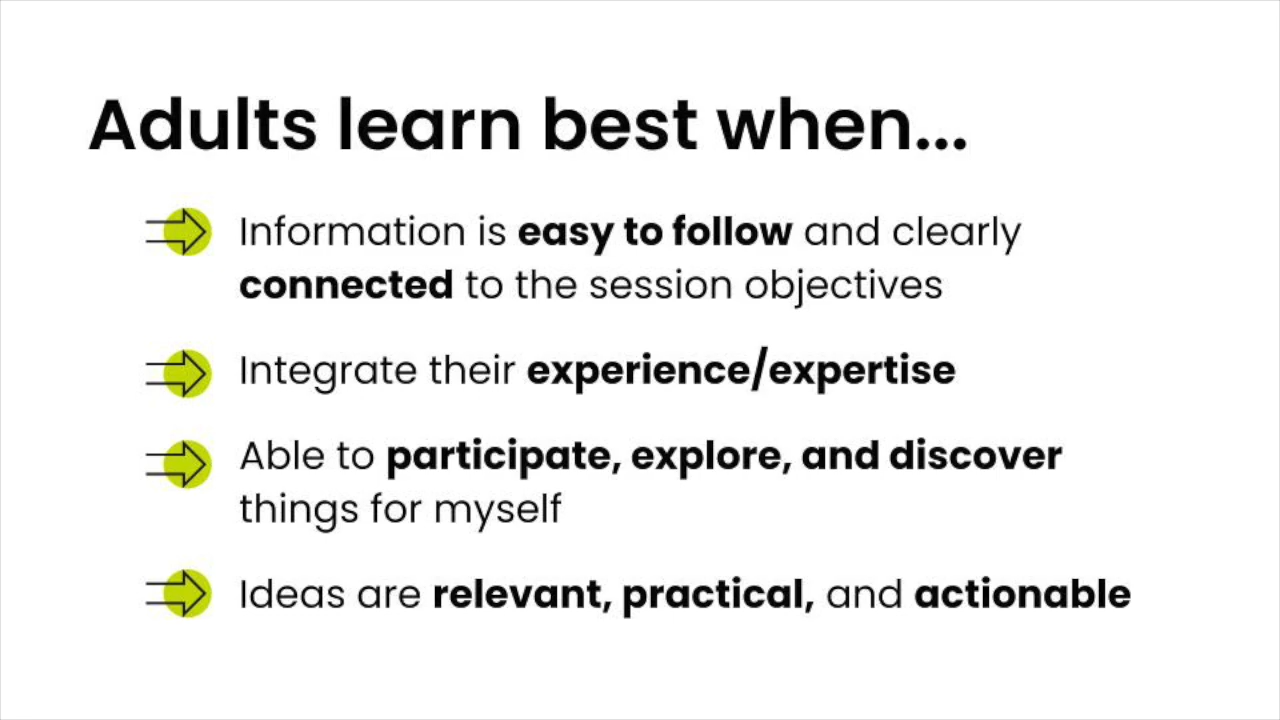 Adults learn best when...
Information is easy to follow and clearly
connected to the session objectives
Integrate their experience/expertise
Able to participate, explore, and discover
things for myself
Ideas are relevant, practical, and actionable